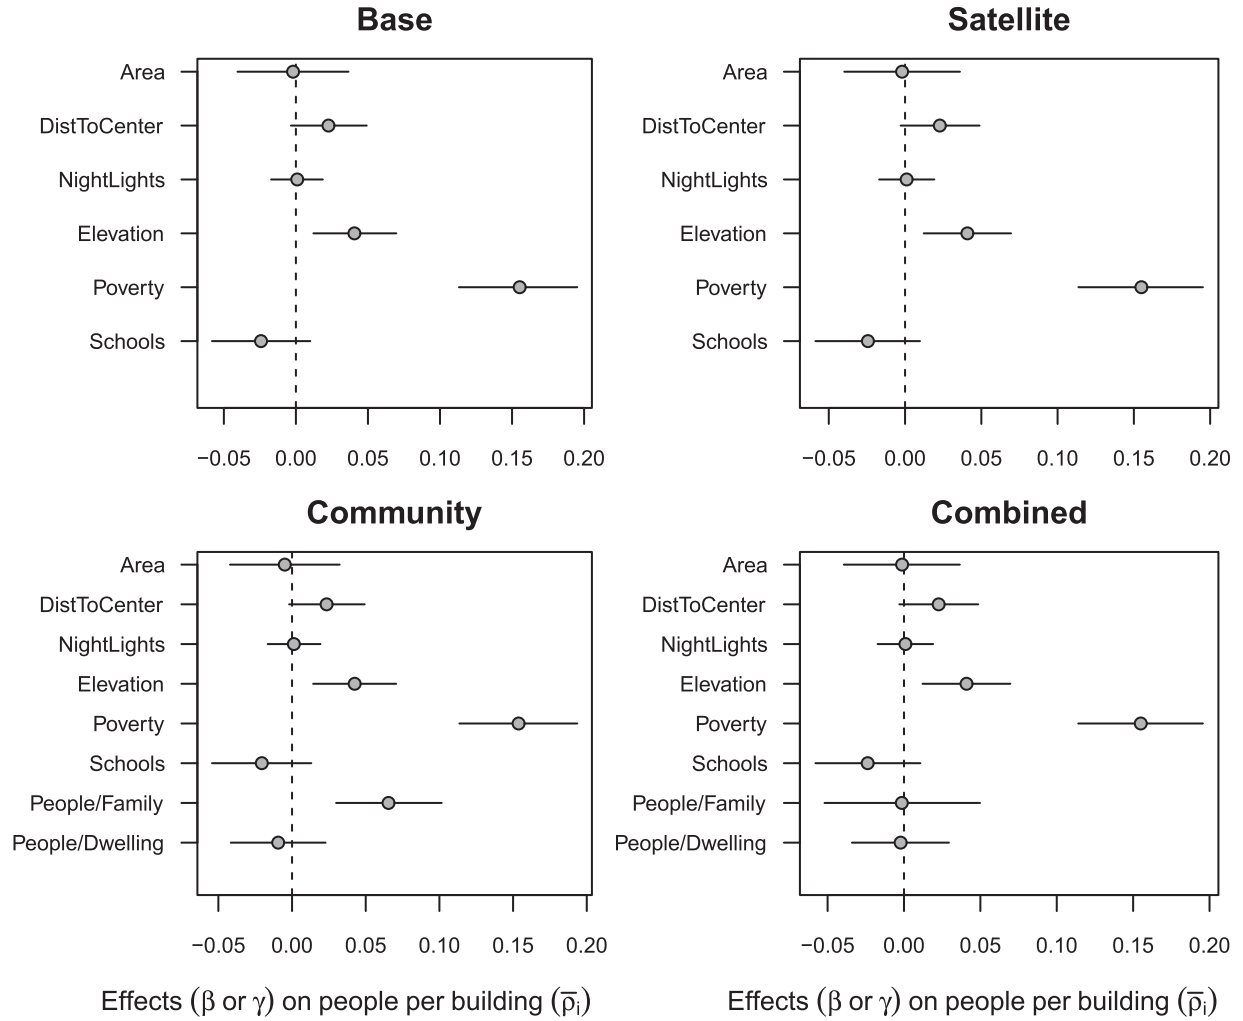 Base
Area
DistToCenter
NightLights
Elevation
Poverty
Schools
−0.05 0.00 0.05 0.10 0.15 0.20
Satellite
Area
DistToCenter
NightLights
Elevation
Poverty
Schools
−0.05 0.00 0.05 0.10 0.15 0.20
Community
Area
DistToCenter
NightLights
Elevation
Poverty
Schools
People/Family
People/Dwelling
−0.05 0.00 0.05 0.10 0.15 0.20
Effects (β or γ) on people per building (ρ̅ᵢ)
Combined
Area
DistToCenter
NightLights
Elevation
Poverty
Schools
People/Family
People/Dwelling
−0.05 0.00 0.05 0.10 0.15 0.20
Effects (β or γ) on people per building (ρ̅ᵢ)